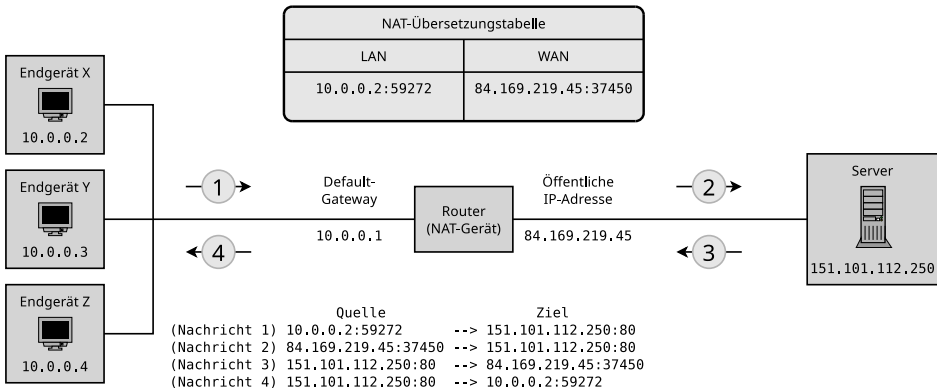 NAT-Übersetzungstabelle
LAN WAN
10.0.0.2:59272 84.169.219.45:37450
Endgerät X
10.0.0.2
Endgerät Y
10.0.0.3
Endgerät Z
10.0.0.4
1
4
Default-
Gateway
10.0.0.1
Router
(NAT-Gerät)
Öffentliche
IP-Adresse
84.169.219.45
2
3
Server
151.101.112.250
Quelle Ziel
(Nachricht 1) 10.0.0.2:59272 --> 151.101.112.250:80
(Nachricht 2) 84.169.219.45:37450 --> 151.101.112.250:80
(Nachricht 3) 151.101.112.250:80 --> 84.169.219.45:37450
(Nachricht 4) 151.101.112.250:80 --> 10.0.0.2:59272